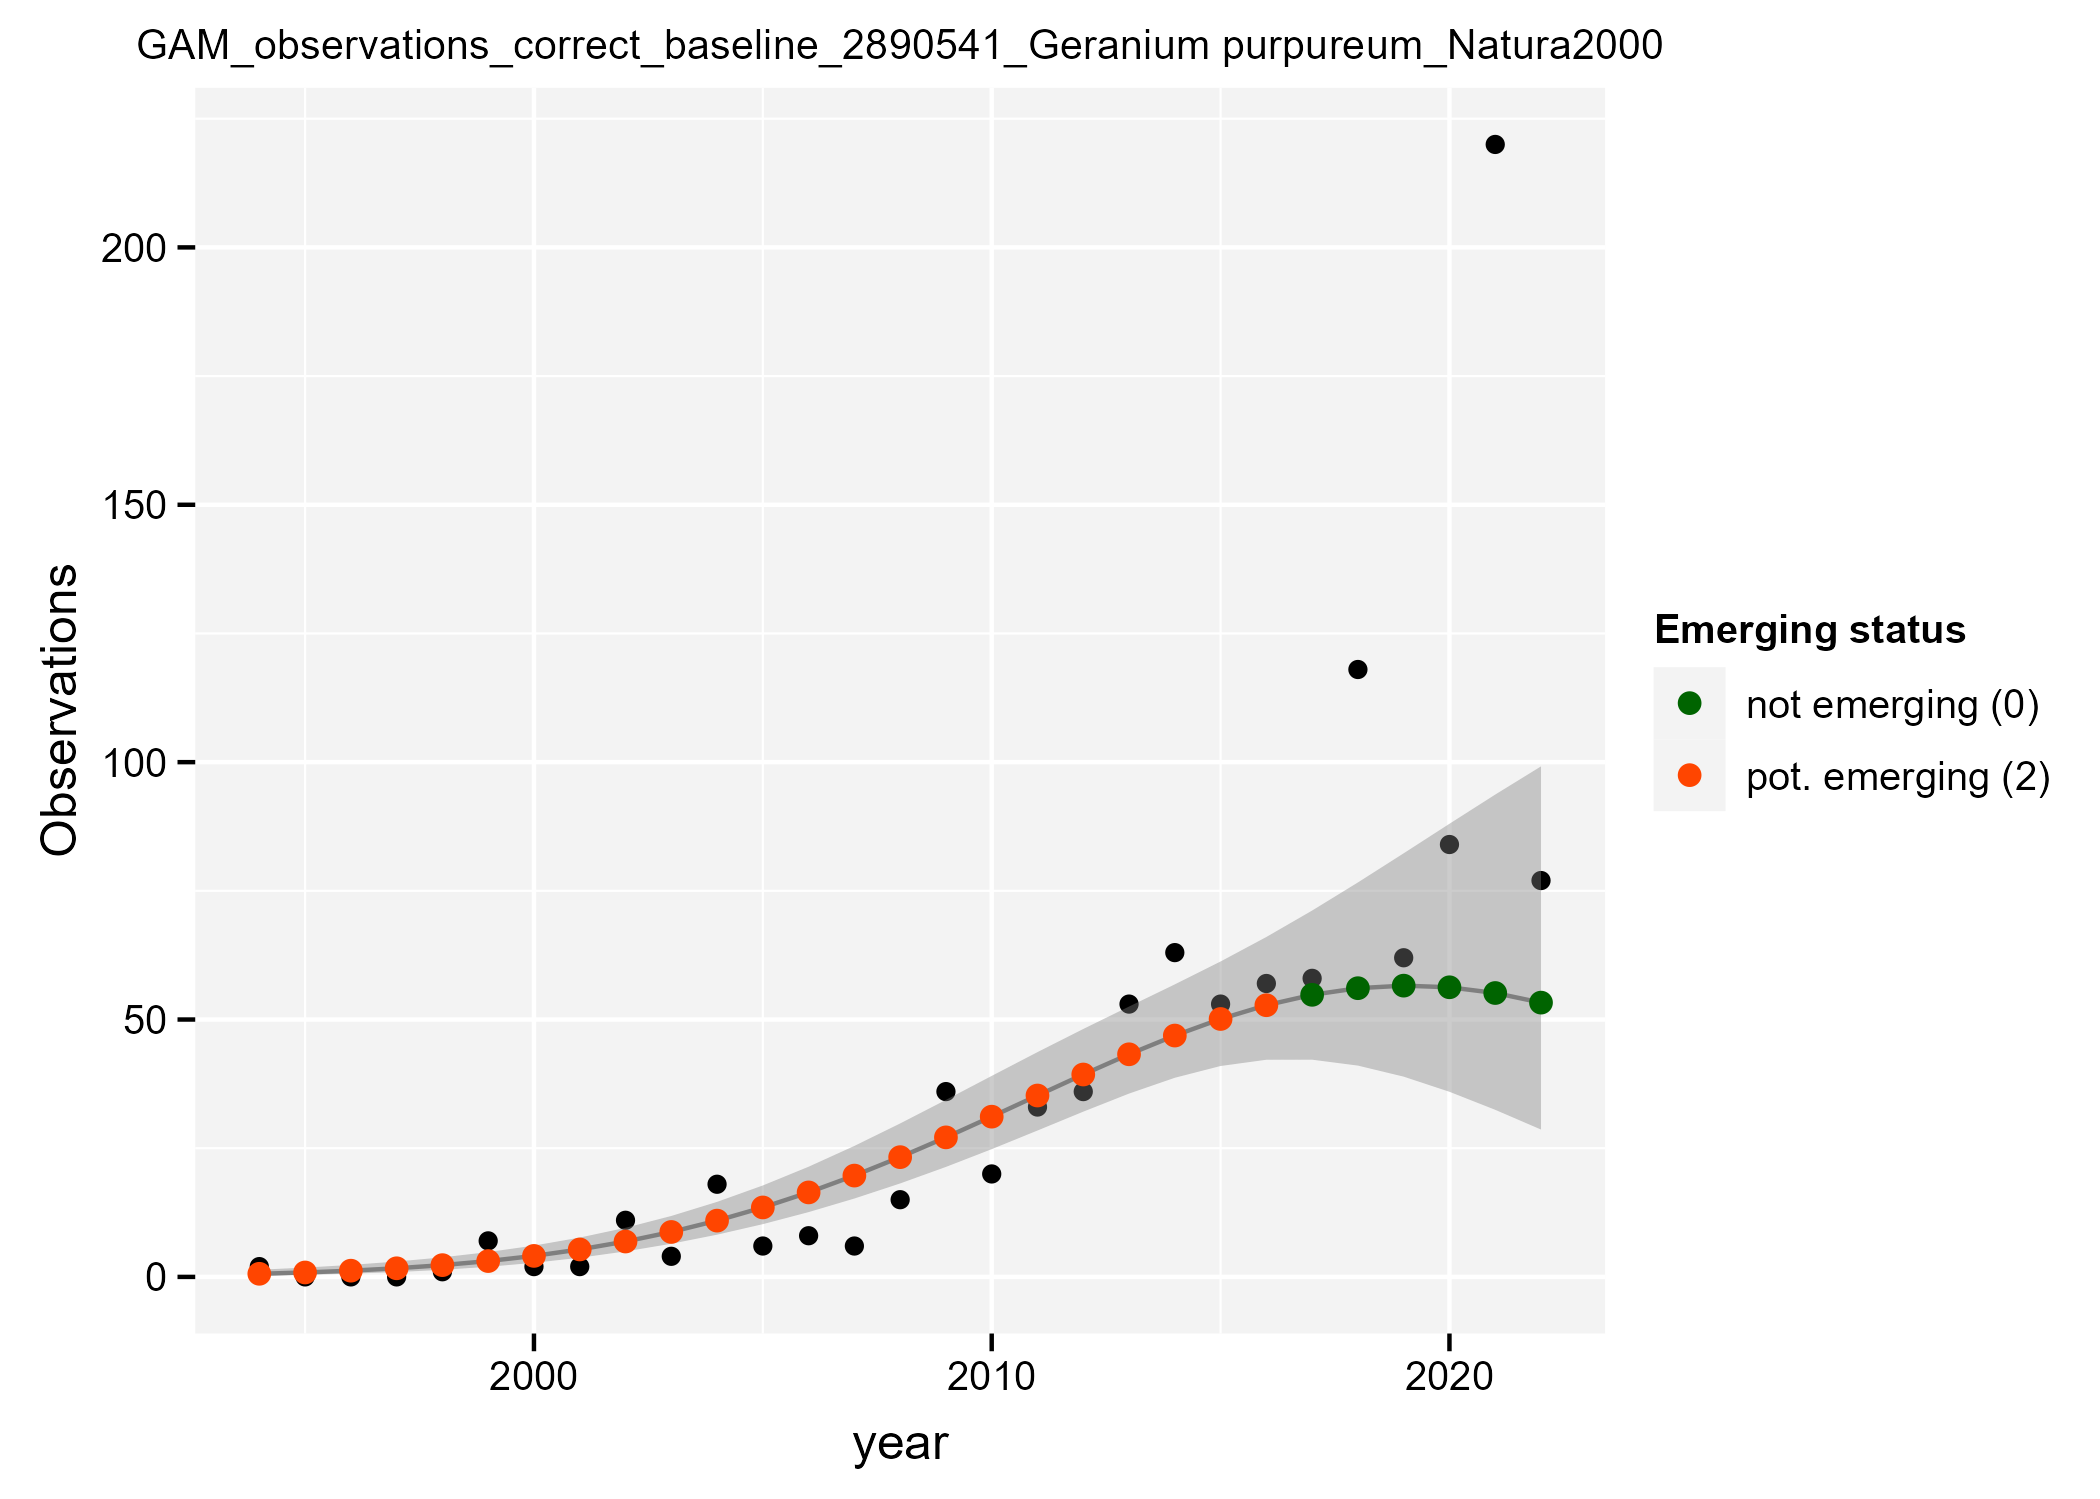 GAM_observations_correct_baseline_2890541_Geranium purpureum_Natura2000
200
150
100
50
0
Observations
2000
2010
2020
year
Emerging status
not emerging (0)
pot. emerging (2)